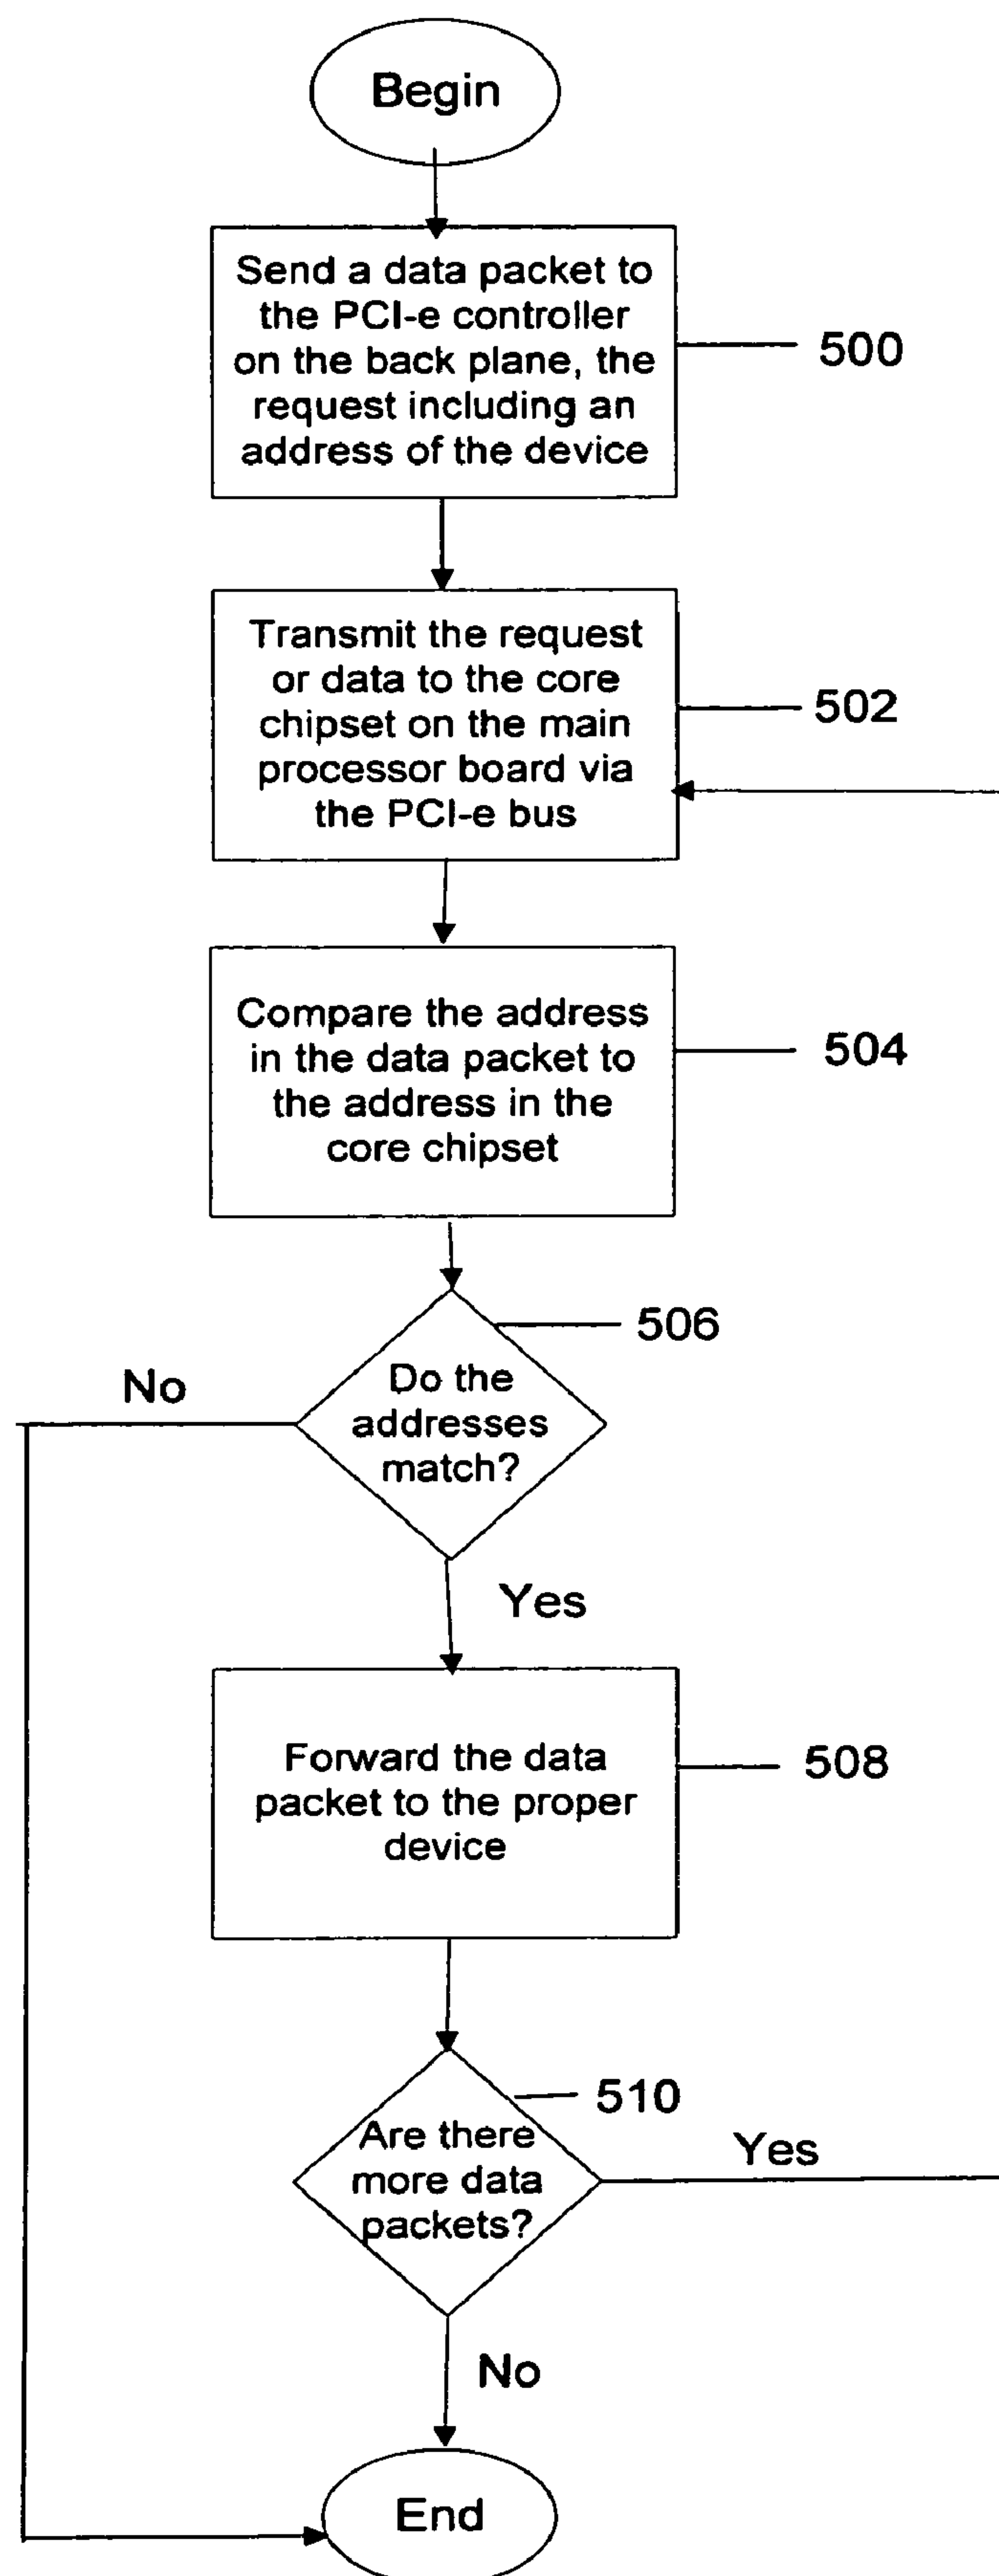 Begin
Send a data packet to
the PCI-e controller
on the back plane, the
request including an
address of the device
500
Transmit the request
or data to the core
chipset on the main
processor board via
the PCI-e bus
502
Compare the address
in the data packet to
the address in the
core chipset
504
506
Do the
addresses
match?
No
Yes
Forward the data
packet to the proper
device
508
510
Are there
more data
packets?
Yes
No
End